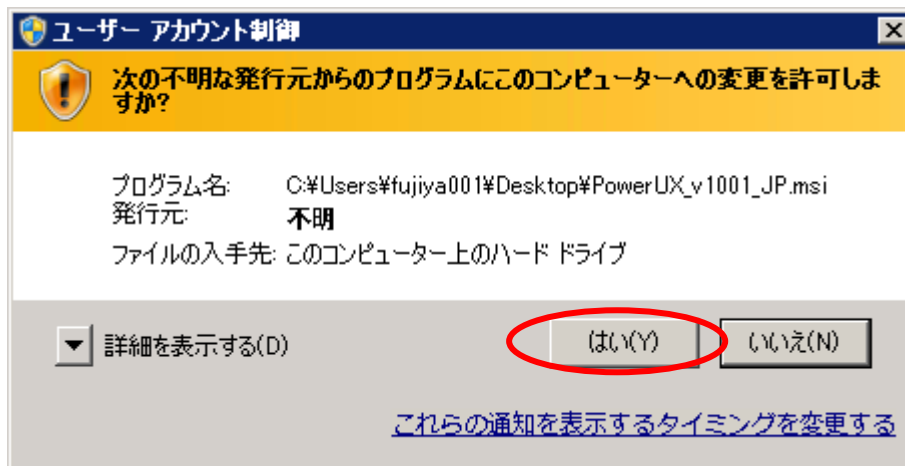 ユーザー アカウント制御
次の不明な発行元からのプログラムにこのコンピューターへの変更を許可しま
すか?
プログラム名: C:¥Users¥fujiya001¥Desktop¥PowerUX_v1001_JP.msi
発行元: 不明
ファイルの入手先: このコンピューター上のハード ドライブ
詳細を表示する(D) はい(Y) いいえ(N)
これらの通知を表示するタイミングを変更する